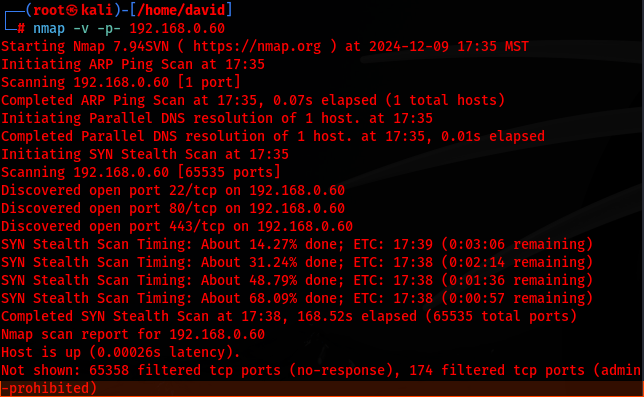 ┌──(root㉿kali)-[/home/david]
└─# nmap -v -p- 192.168.0.60
Starting Nmap 7.94SVN ( https://nmap.org ) at 2024-12-09 17:35 MST
Initiating ARP Ping Scan at 17:35
Scanning 192.168.0.60 [1 port]
Completed ARP Ping Scan at 17:35, 0.07s elapsed (1 total hosts)
Initiating Parallel DNS resolution of 1 host. at 17:35
Completed Parallel DNS resolution of 1 host. at 17:35, 0.01s elapsed
Initiating SYN Stealth Scan at 17:35
Scanning 192.168.0.60 [65535 ports]
Discovered open port 22/tcp on 192.168.0.60
Discovered open port 80/tcp on 192.168.0.60
Discovered open port 443/tcp on 192.168.0.60
SYN Stealth Scan Timing: About 14.27% done; ETC: 17:39 (0:03:06 remaining)
SYN Stealth Scan Timing: About 31.24% done; ETC: 17:38 (0:02:14 remaining)
SYN Stealth Scan Timing: About 48.79% done; ETC: 17:38 (0:01:36 remaining)
SYN Stealth Scan Timing: About 68.09% done; ETC: 17:38 (0:00:57 remaining)
Completed SYN Stealth Scan at 17:38, 168.52s elapsed (65535 total ports)
Nmap scan report for 192.168.0.60
Host is up (0.00026s latency).
Not shown: 65358 filtered tcp ports (no-response), 174 filtered tcp ports (admin
-prohibited)